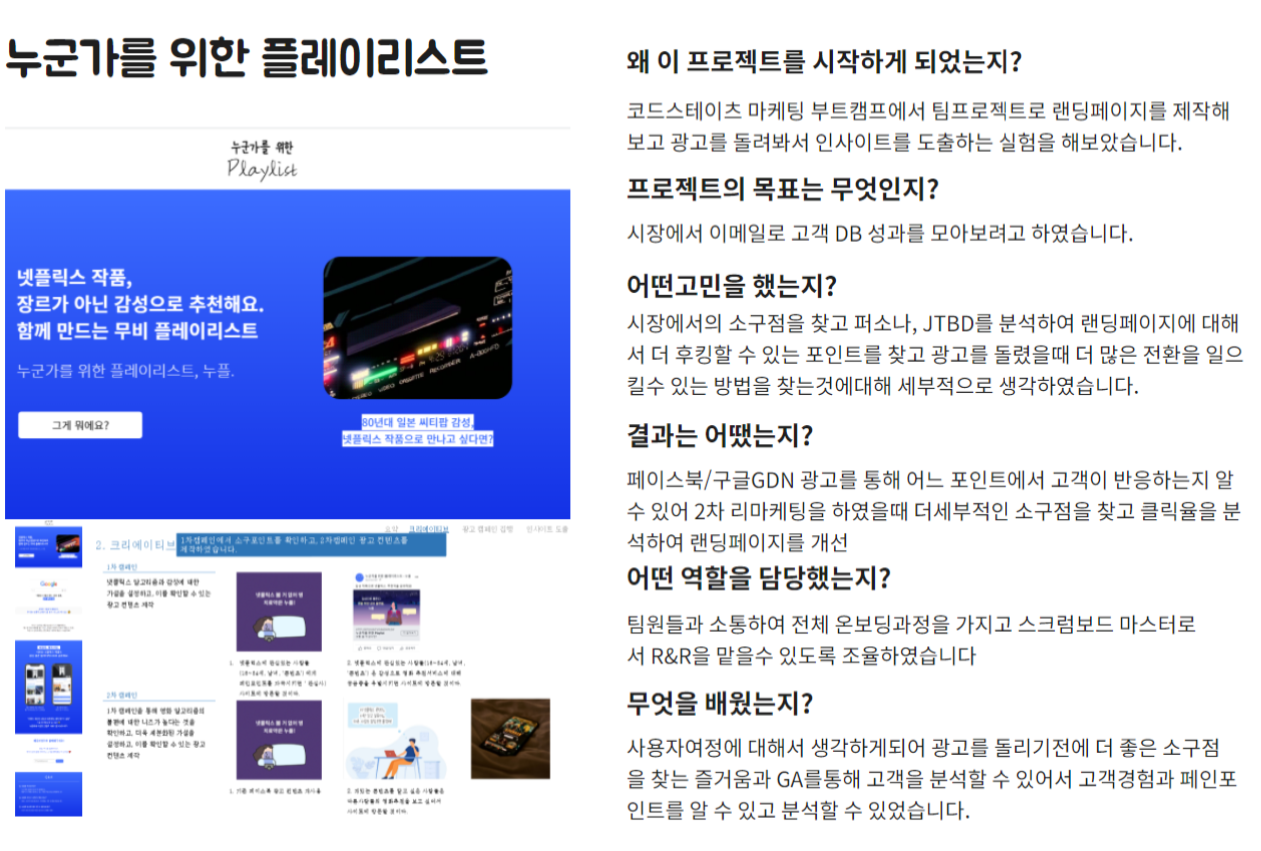 누군가를 위한 플레이리스트
누군가를 위한
Playlist
넷플릭스 작품,
장르가 아닌 감성으로 추천해요.
함께 만드는 무비 플레이리스트
누군가를 위한 플레이리스트, 누플.
그게 뭐에요?
80년대 일본 씨티팝 감성,
넷플릭스 작품으로 만나고 싶다면?
요약 크리에이티브 광고 캠페인 집행 인사이트 도출
2. 크리에이티브
1차캠페인에서 소구포인트를 확인하고, 2차캠페인 광고 컨텐츠를
제작하였습니다.
1차 캠페인
넷플릭스 알고리즘과 감성에 대한
가설을 설정하고, 이를 확인할 수 있는
광고 컨텐츠 제작
2차 캠페인
1차 캠페인을 통해 영화 알고리즘의
불편에 대한 니즈가 높다는 것을
확인하고, 더욱 세분화된 가설을
설정하고, 이를 확인할 수 있는 광고
컨텐츠 제작
왜 이 프로젝트를 시작하게 되었는지?
코드스테이츠 마케팅 부트캠프에서 팀프로젝트로 랜딩페이지를 제작해
보고 광고를 돌려봐서 인사이트를 도출하는 실험을 해보았습니다.
프로젝트의 목표는 무엇인지?
시장에서 이메일로 고객 DB 성과를 모아보려고 하였습니다.
어떤고민을 했는지?
시장에서의 소구점을 찾고 퍼소나, JTBD를 분석하여 랜딩페이지에 대해
서 더 후킹할 수 있는 포인트를 찾고 광고를 돌렸을때 더 많은 전환을 일으
킬수 있는 방법을 찾는것에대해 세부적으로 생각하였습니다.
결과는 어땠는지?
페이스북/구글GDN 광고를 통해 어느 포인트에서 고객이 반응하는지 알
수 있어 2차 리마케팅을 하였을때 더세부적인 소구점을 찾고 클릭율을 분
석하여 랜딩페이지를 개선
어떤 역할을 담당했는지?
팀원들과 소통하여 전체 온보딩과정을 가지고 스크럼보드 마스터로
서 R&R을 맡을수 있도록 조율하였습니다
무엇을 배웠는지?
사용자여정에 대해서 생각하게되어 광고를 돌리기전에 더 좋은 소구점
을 찾는 즐거움과 GA를통해 고객을 분석할 수 있어서 고객경험과 페인포
인트를 알 수 있고 분석할 수 있었습니다.